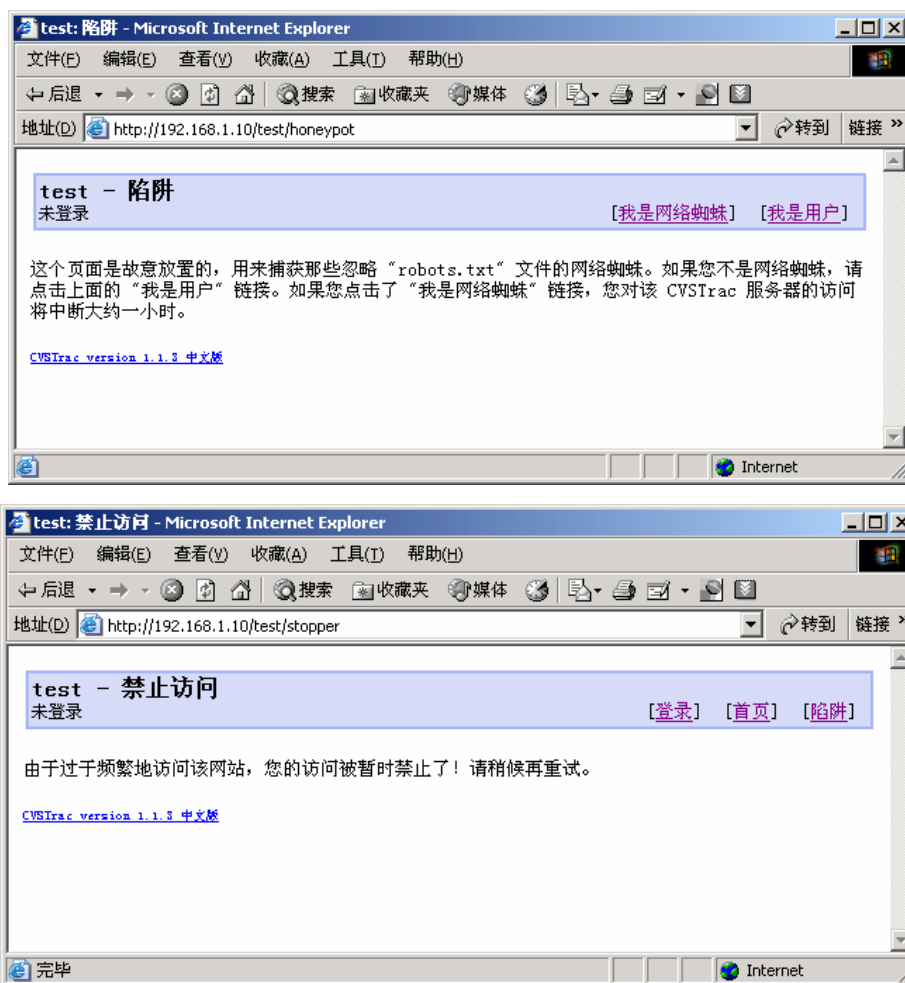 test: 陷阱 - Microsoft Internet Explorer
文件(F) 编辑(E) 查看(V) 收藏(A) 工具(T) 帮助(H)
后退 搜索 收藏夹 媒体
地址(D) http://192.168.1.10/test/honeypot 转到 链接 »
test - 陷阱
未登录 [我是网络蜘蛛] [我是用户]
这个页面是故意放置的，用来捕获那些忽略“robots.txt”文件的网络蜘蛛。如果您不是网络蜘蛛，请
点击上面的“我是用户”链接。如果您点击了“我是网络蜘蛛”链接，您对该 CVSTrac 服务器的访问
将中断大约一小时。
CVSTrac version 1.1.3 中文版
Internet
test: 禁止访问 - Microsoft Internet Explorer
文件(F) 编辑(E) 查看(V) 收藏(A) 工具(T) 帮助(H)
后退 搜索 收藏夹 媒体
地址(D) http://192.168.1.10/test/stopper 转到 链接 »
test - 禁止访问
未登录 [登录] [首页] [陷阱]
由于过于频繁地访问该网站，您的访问被暂时禁止了！请稍候再重试。
CVSTrac version 1.1.3 中文版
完毕 Internet